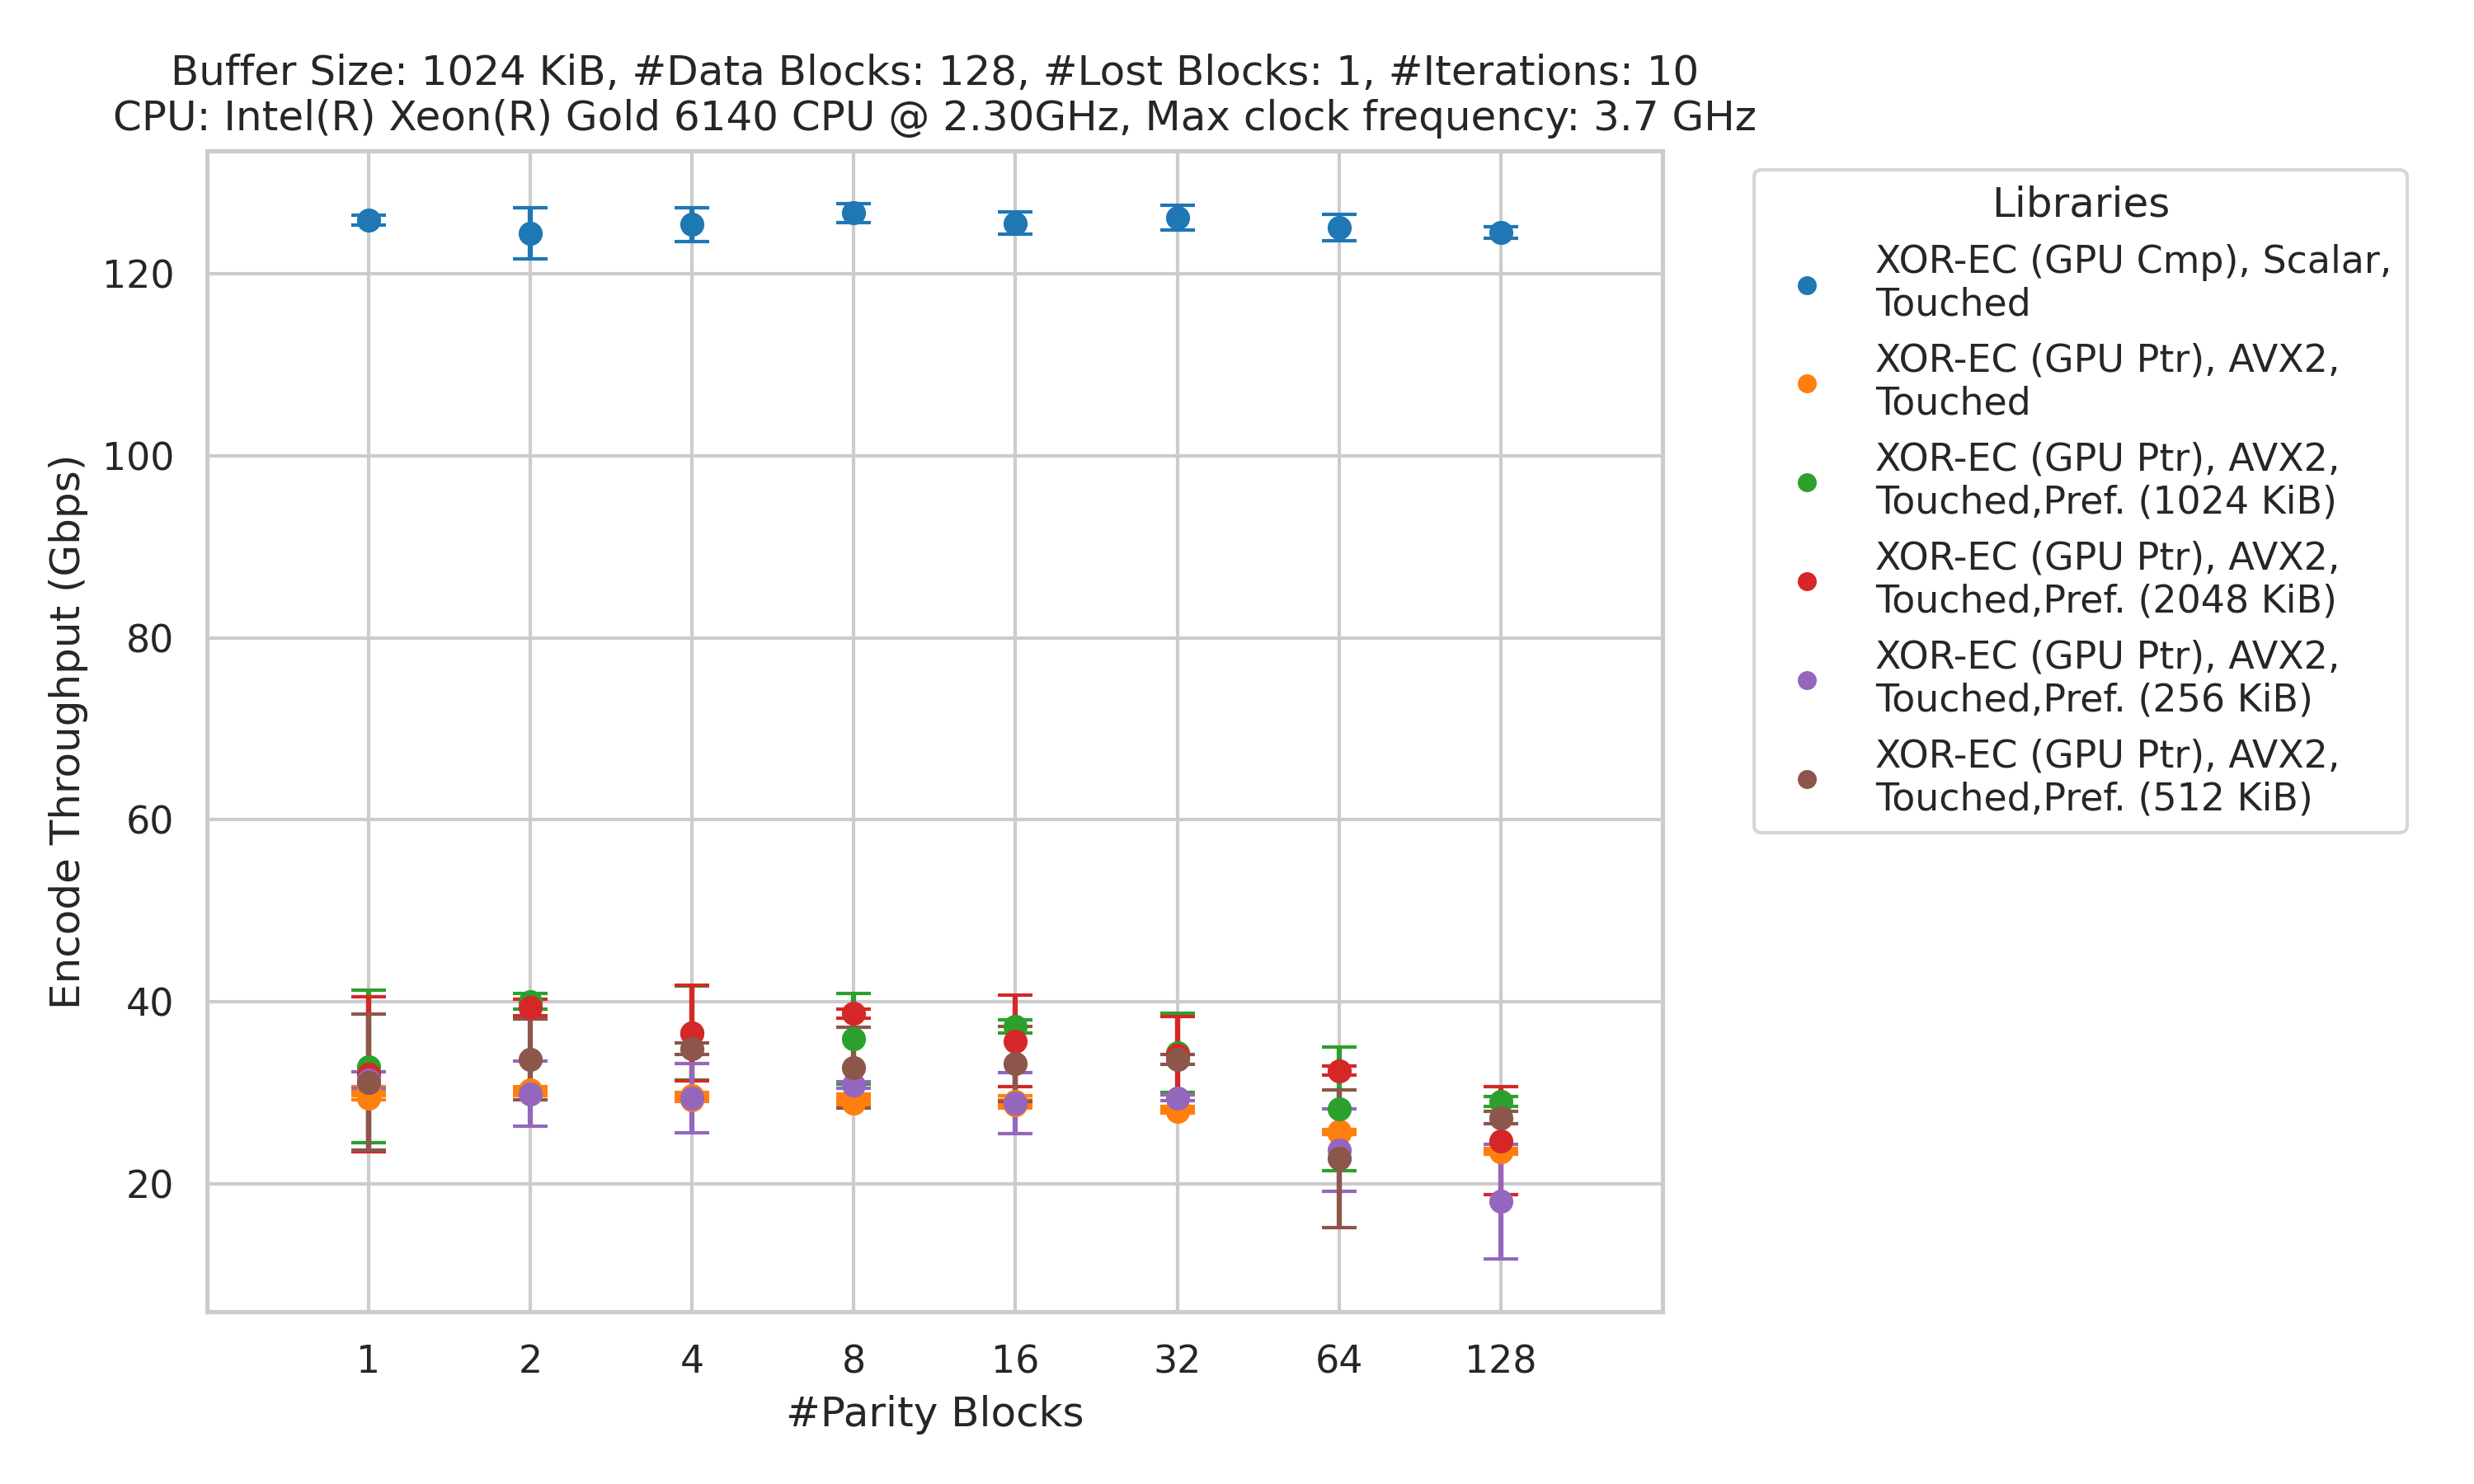 Buffer Size: 1024 KiB, #Data Blocks: 128, #Lost Blocks: 1, #Iterations: 10
CPU: Intel(R) Xeon(R) Gold 6140 CPU @ 2.30GHz, Max clock frequency: 3.7 GHz
Encode Throughput (Gbps)
120
100
80
60
40
20
1 2 4 8 16 32 64 128
#Parity Blocks
Libraries
XOR-EC (GPU Cmp), Scalar,
Touched
XOR-EC (GPU Ptr), AVX2,
Touched
XOR-EC (GPU Ptr), AVX2,
Touched,Pref. (1024 KiB)
XOR-EC (GPU Ptr), AVX2,
Touched,Pref. (2048 KiB)
XOR-EC (GPU Ptr), AVX2,
Touched,Pref. (256 KiB)
XOR-EC (GPU Ptr), AVX2,
Touched,Pref. (512 KiB)